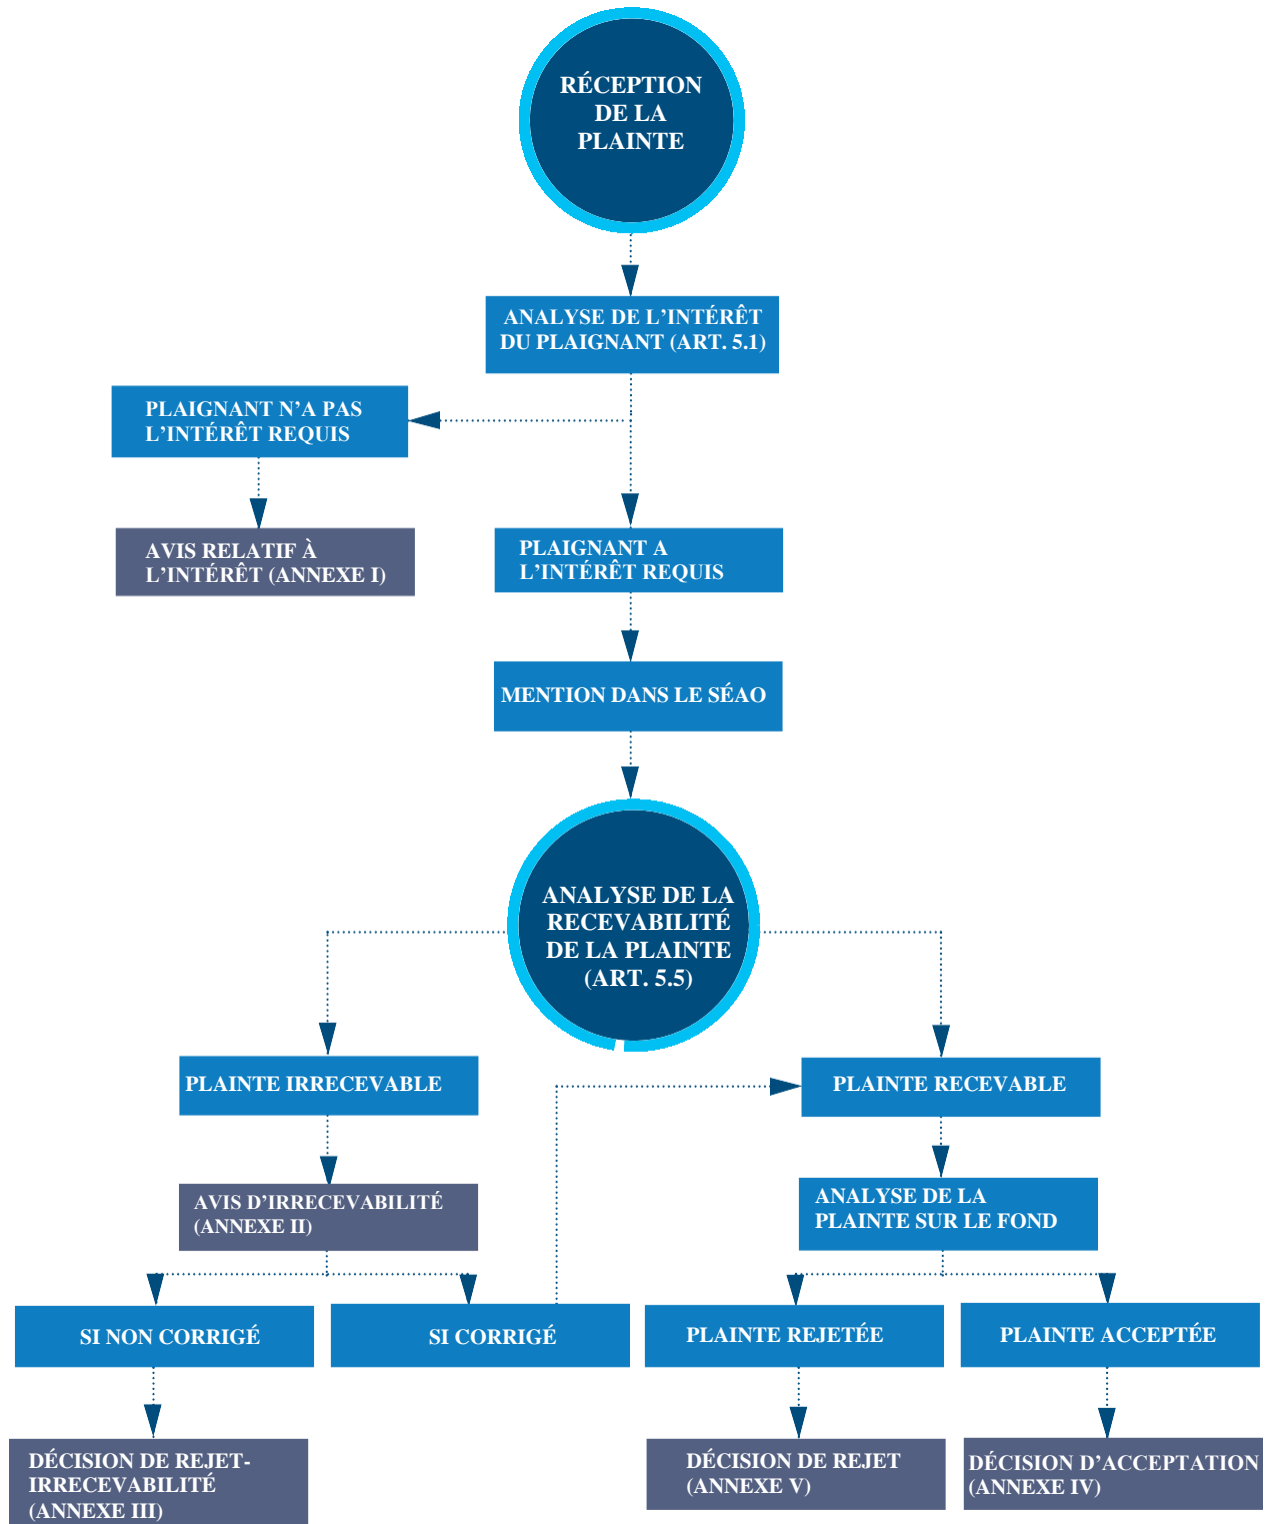 RÉCEPTION
DE LA
PLAINTE
ANALYSE DE L’INTÉRÊT
DU PLAIGNANT (ART. 5.1)
PLAIGNANT N’A PAS
L’INTÉRÊT REQUIS
AVIS RELATIF À
L’INTÉRÊT (ANNEXE I)
PLAIGNANT A
L’INTÉRÊT REQUIS
MENTION DANS LE SÉAO
ANALYSE DE LA
RECEVABILITÉ
DE LA PLAINTE
(ART. 5.5)
PLAINTE IRRECEVABLE
PLAINTE RECEVABLE
AVIS D’IRRECEVABILITÉ
(ANNEXE II)
ANALYSE DE LA
PLAINTE SUR LE FOND
SI NON CORRIGÉ
SI CORRIGÉ
PLAINTE REJETÉE
PLAINTE ACCEPTÉE
DÉCISION DE REJET-
IRRECEVABILITÉ
(ANNEXE III)
DÉCISION DE REJET
(ANNEXE V)
DÉCISION D’ACCEPTATION
(ANNEXE IV)